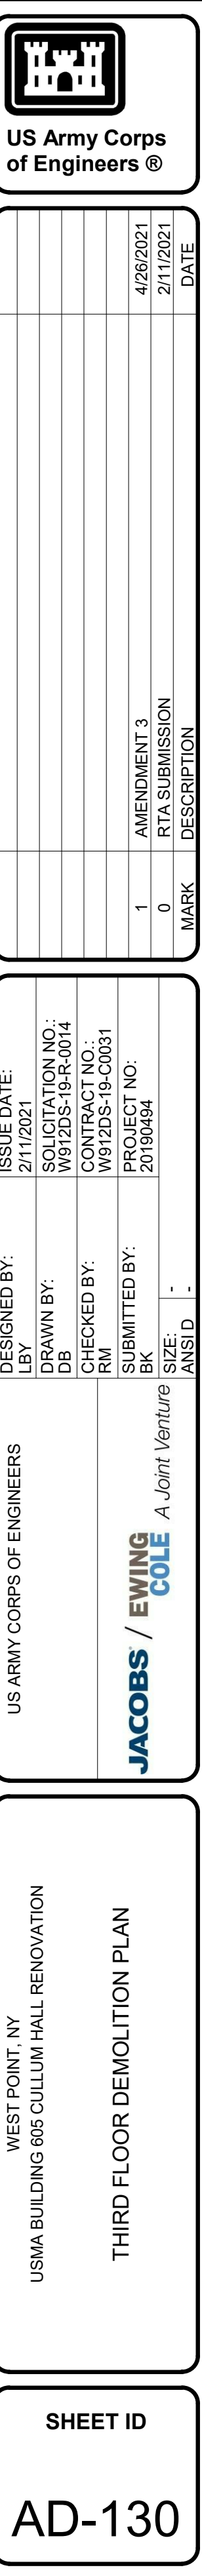 US Army Corps
of Engineers ®
4/26/2021
2/11/2021
DATE
AMENDMENT 3
RTA SUBMISSION
DESCRIPTION
1
0
MARK
ISSUE DATE:
2/11/2021
SOLICITATION NO.:
W912DS-19-R-0014
CONTRACT NO.:
W912DS-19-C0031
PROJECT NO:
20190494
DESIGNED BY:
LBY
DRAWN BY:
DB
CHECKED BY:
RM
SUBMITTED BY:
BK
SIZE: -
ANSI D -
US ARMY CORPS OF ENGINEERS
JACOBS / EWING COLE A Joint Venture
WEST POINT, NY
USMA BUILDING 605 CULLUM HALL RENOVATION
THIRD FLOOR DEMOLITION PLAN
SHEET ID
AD-130